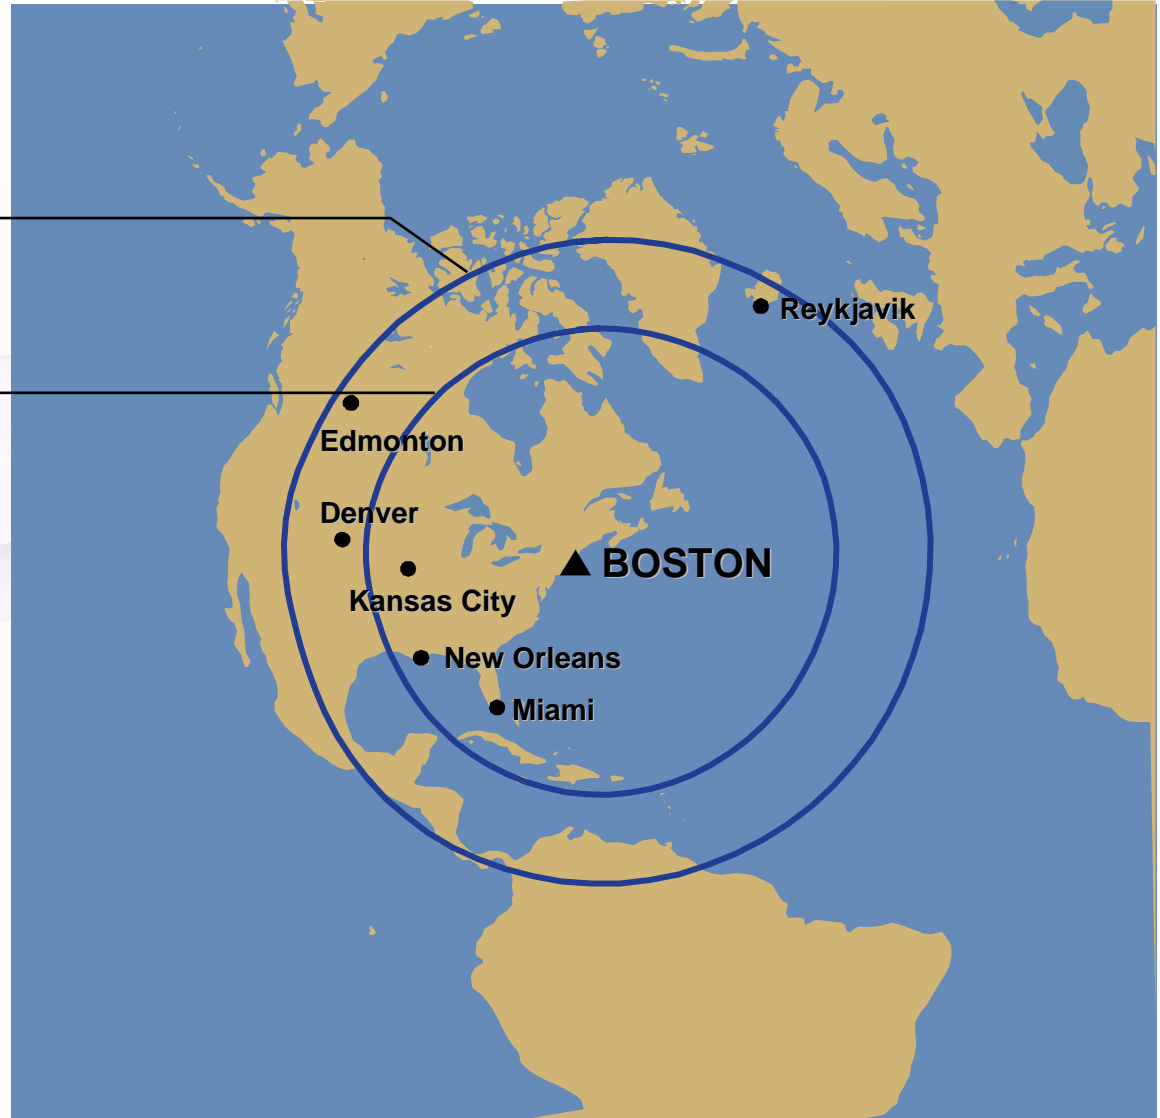 Reykjavik
Edmonton
Denver
BOSTON
Kansas City
New Orleans
Miami